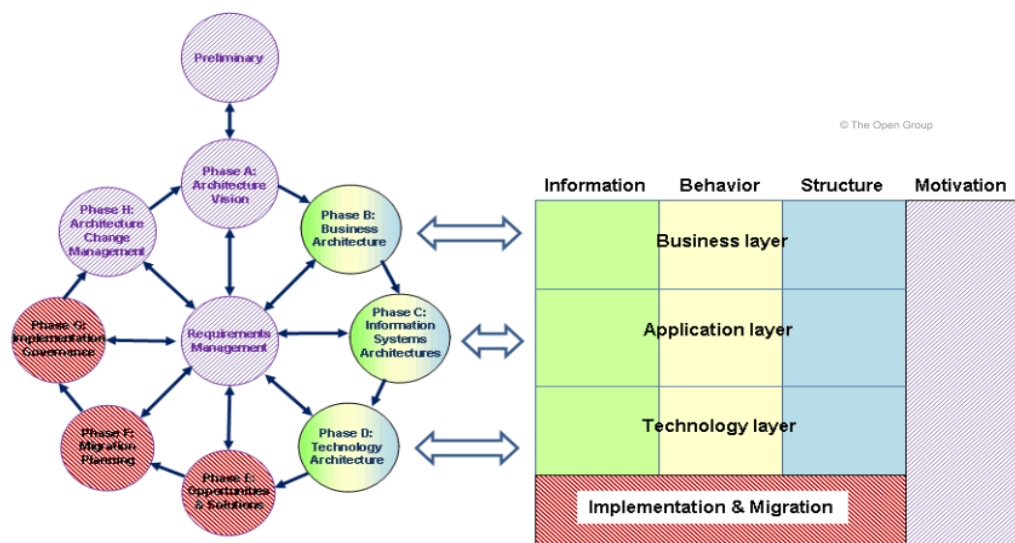 Preliminary
© The Open Group
Phase A:
Architecture
Vision
Information
Behavior
Structure
Motivation
Phase H:
Architecture
Change
Management
Phase B:
Business
Architecture
Business layer
Phase G:
Implementation
Governance
Requirements
Management
Phase C:
Information
Systems
Architectures
Application layer
Phase F:
Migration
Planning
Phase D:
Technology
Architecture
Technology layer
Phase E:
Opportunities
& Solutions
Implementation & Migration